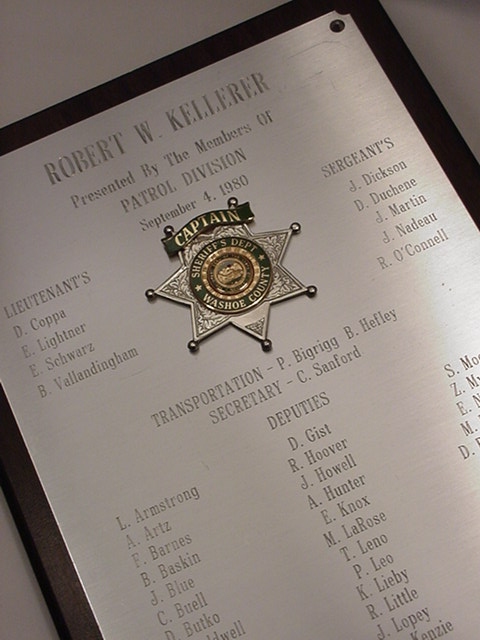 ROBERT W. KELLERER
Presented By The Members Of
PATROL DIVISION
September 4, 1980
CAPTAIN
SHERIFF'S DEPT
WASHOE COUNTY
LIEUTENANT'S
D. Coppa
E. Lightner
E. Schwarz
B. Vallandingham
SERGEANT'S
J. Dickson
D. Duchene
J. Martin
J. Nadeau
R. O'Connell
TRANSPORTATION - P. Bigrigg B. Hefley
SECRETARY - C. Sanford
DEPUTIES
L. Armstrong
A. Artz
F. Barnes
B. Baskin
J. Blue
C. Buell
D. Butko
D. Gist
R. Hoover
J. Howell
A. Hunter
E. Knox
M. LaRose
T. Leno
P. Leo
K. Lieby
R. Little
J. Lopey
S.
Z.
E.
M.
D.